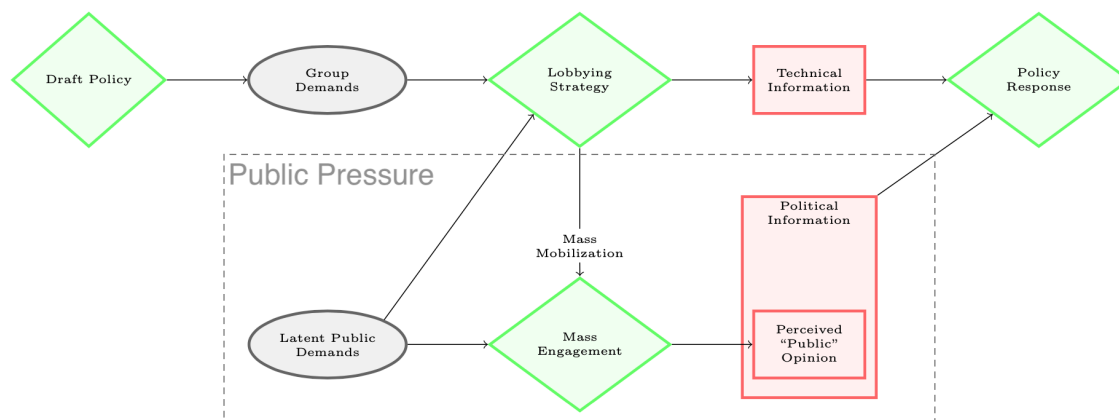 Draft Policy
Group
Demands
Lobbying
Strategy
Technical
Information
Policy
Response
Public Pressure
Political
Information
Mass
Mobilization
Latent Public
Demands
Mass
Engagement
Perceived
“Public”
Opinion